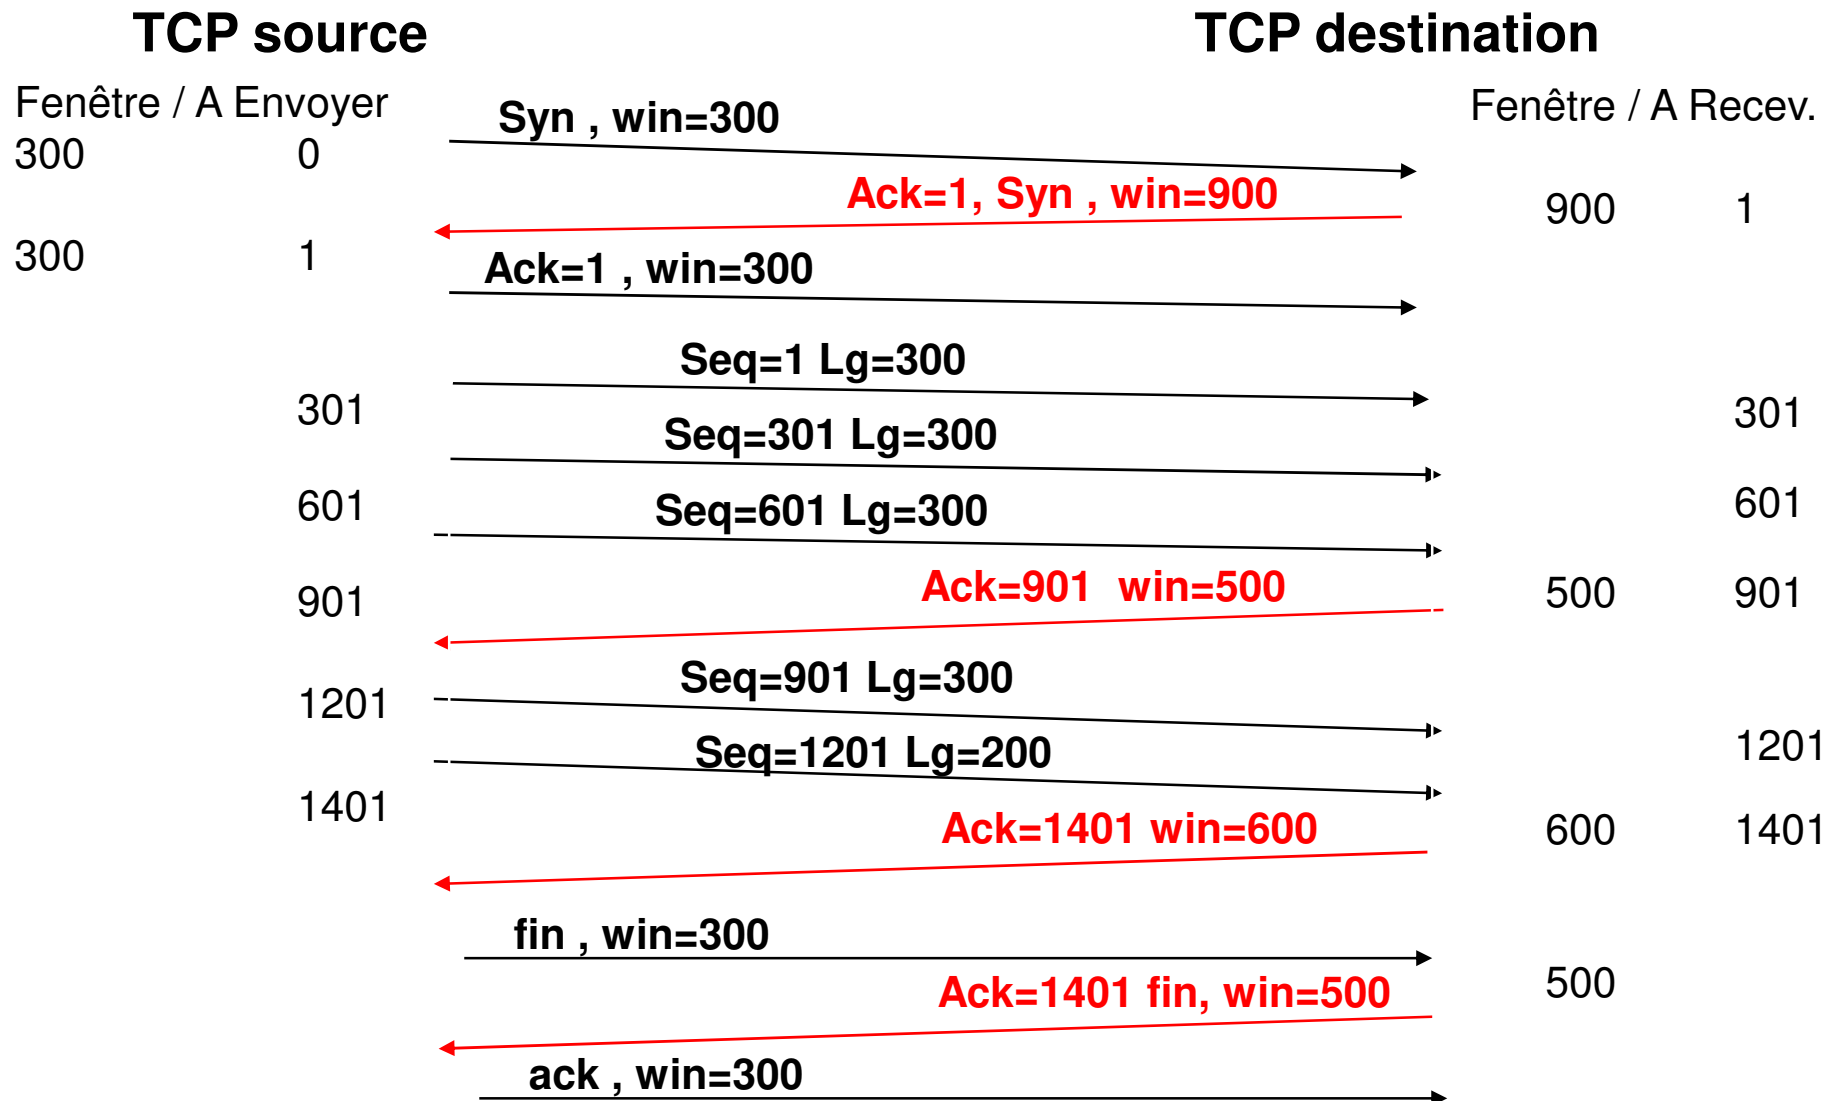 TCP source
TCP destination
Fenêtre / A Envoyer
Syn , win=300
Fenêtre / A Recev.
300 0
Ack=1, Syn , win=900
900 1
300 1
Ack=1 , win=300
Seq=1 Lg=300
301
301
Seq=301 Lg=300
601
Seq=601 Lg=300
601
901
Ack=901 win=500
500 901
Seq=901 Lg=300
1201
Seq=1201 Lg=200
1201
1401
Ack=1401 win=600
600 1401
fin , win=300
Ack=1401 fin, win=500
500
ack , win=300